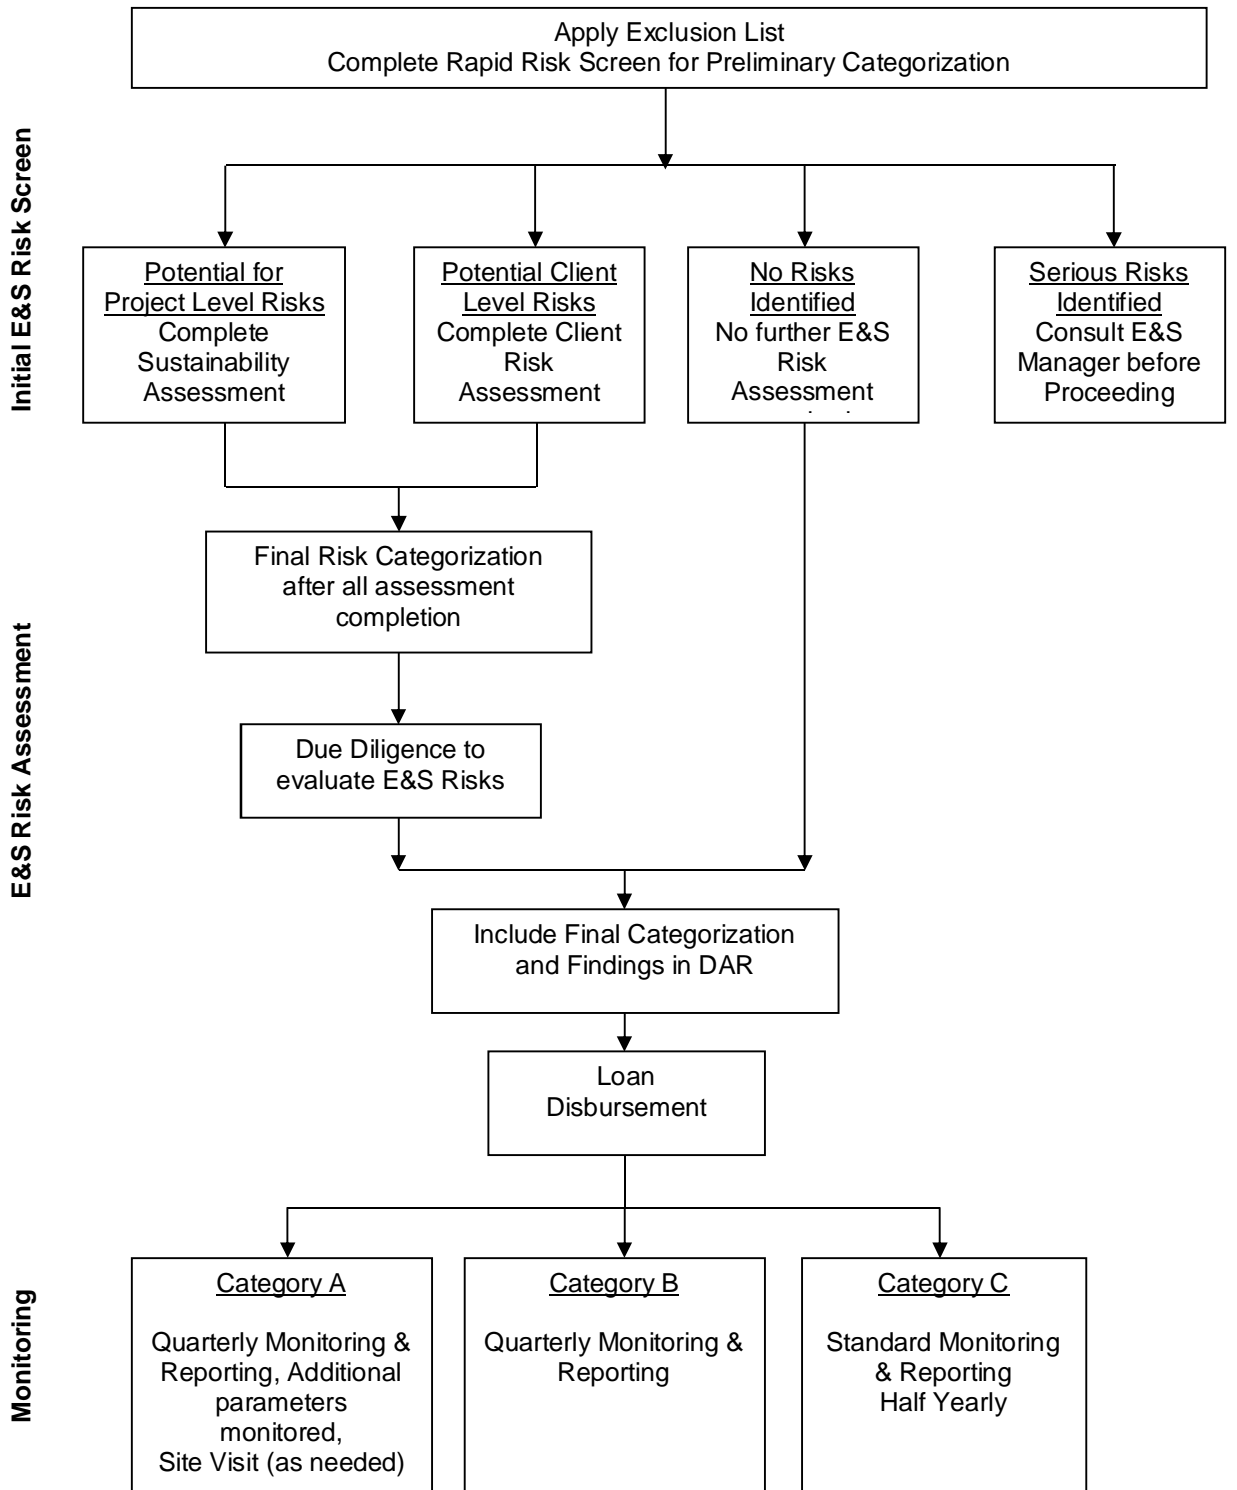 Apply Exclusion List
Complete Rapid Risk Screen for Preliminary Categorization
Initial E&S Risk Screen
Potential for
Project Level Risks
Complete
Sustainability
Assessment
Potential Client
Level Risks
Complete Client
Risk
Assessment
No Risks
Identified
No further E&S
Risk
Assessment
Serious Risks
Identified
Consult E&S
Manager before
Proceeding
E&S Risk Assessment
Final Risk Categorization
after all assessment
completion
Due Diligence to
evaluate E&S Risks
Include Final Categorization
and Findings in DAR
Loan
Disbursement
Monitoring
Category A
Quarterly Monitoring &
Reporting, Additional
parameters
monitored,
Site Visit (as needed)
Category B
Quarterly Monitoring &
Reporting
Category C
Standard Monitoring
& Reporting
Half Yearly